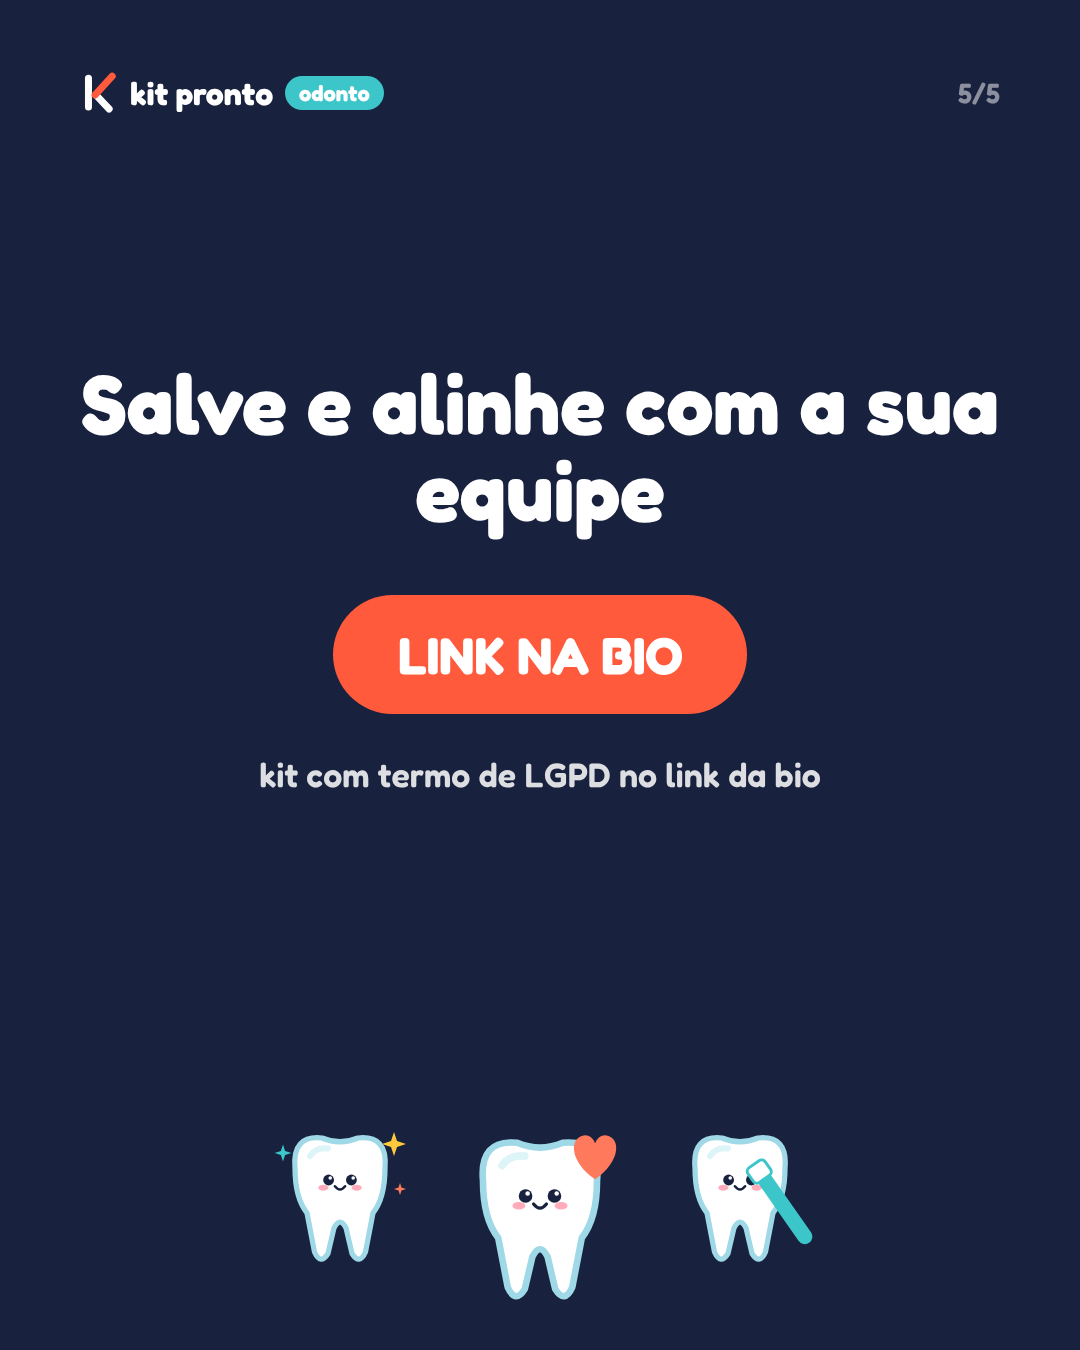 kit pronto odonto
5/5
Salve e alinhe com a sua
equipe
LINK NA BIO
kit com termo de LGPD no link da bio